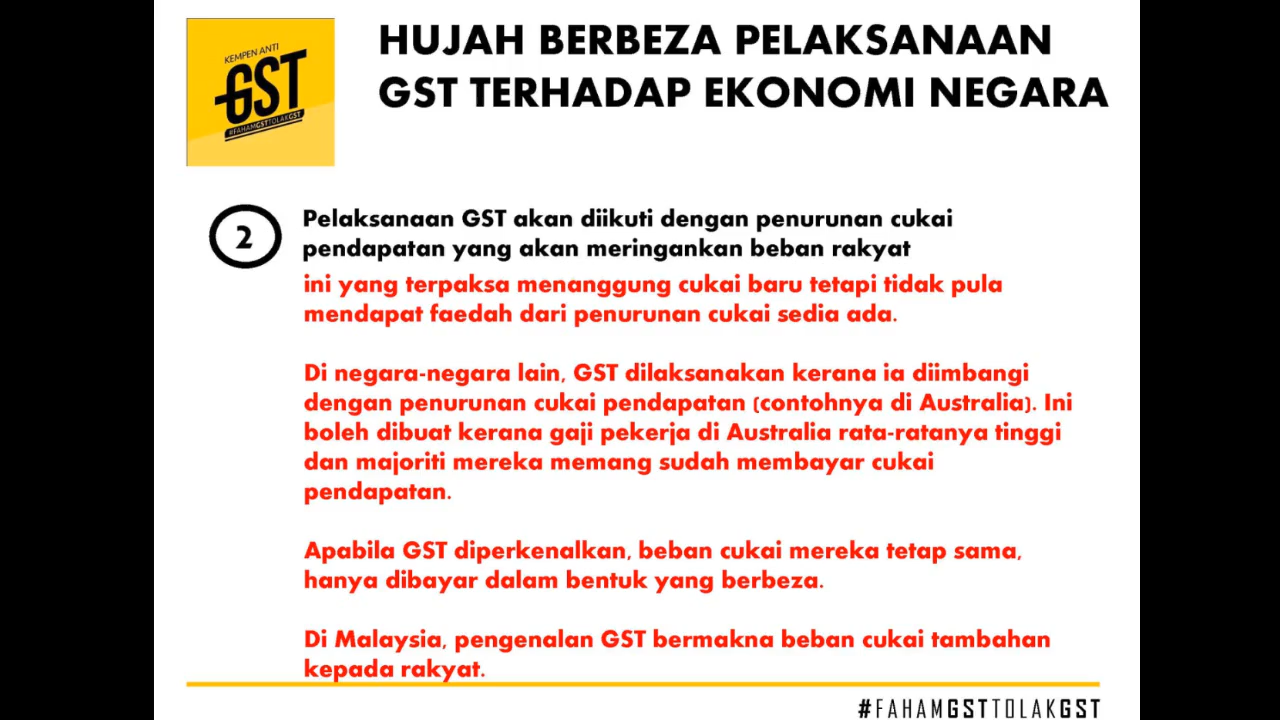 KEMPEN ANTI
GST
#FAHAMGSTTOLAKGST
HUJAH BERBEZA PELAKSANAAN
GST TERHADAP EKONOMI NEGARA
2
Pelaksanaan GST akan diikuti dengan penurunan cukai
pendapatan yang akan meringankan beban rakyat
ini yang terpaksa menanggung cukai baru tetapi tidak pula
mendapat faedah dari penurunan cukai sedia ada.
Di negara-negara lain, GST dilaksanakan kerana ia diimbangi
dengan penurunan cukai pendapatan (contohnya di Australia). Ini
boleh dibuat kerana gaji pekerja di Australia rata-ratanya tinggi
dan majoriti mereka memang sudah membayar cukai
pendapatan.
Apabila GST diperkenalkan, beban cukai mereka tetap sama,
hanya dibayar dalam bentuk yang berbeza.
Di Malaysia, pengenalan GST bermakna beban cukai tambahan
kepada rakyat.
#FAHAMGSTTOLAKGST